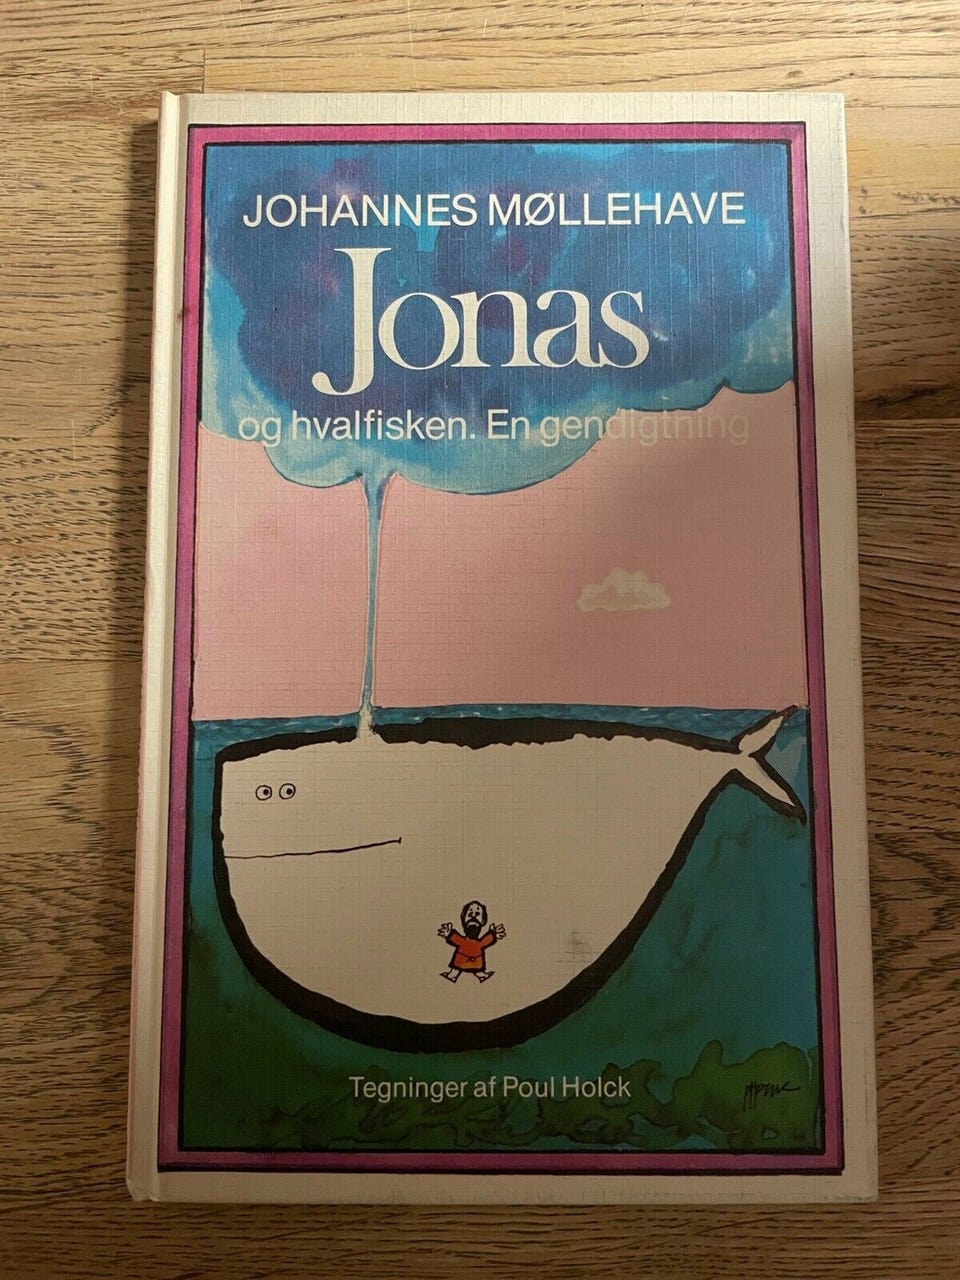 JOHANNES MØLLEHAVE
Jonas
og hvalfisken. En gendigtning
Tegninger af Poul Holck